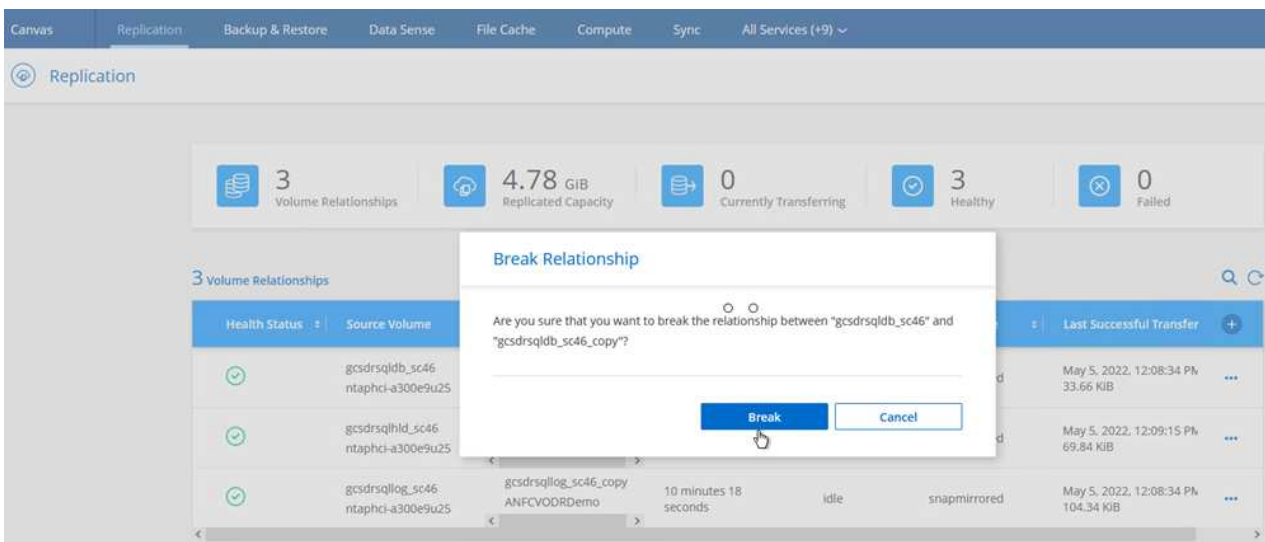 Canvas Replication Backup & Restore Data Sense File Cache Compute Sync All Services (+9)
Replication
3 Volume Relationships
4.78 GiB Replicated Capacity
0 Currently Transferring
3 Healthy
0 Failed
Break Relationship
Are you sure that you want to break the relationship between "gcsdrsqldb_sc46" and
"gcsdrsqldb_sc46_copy"?
Break Cancel
3 Volume Relationships
Health Status Source Volume Last Successful Transfer
gcsdrsqldb_sc46 d May 5, 2022, 12:08:34 PM
ntaphci-a300e9u25 33.66 KiB
gcsdrsqlhld_sc46 d May 5, 2022, 12:09:15 PM
ntaphci-a300e9u25 69.84 KiB
gcsdrsqllog_sc46 gcsdrsqllog_sc46_copy 10 minutes 18 idle snapmirrored May 5, 2022, 12:08:34 PM
ntaphci-a300e9u25 ANFCVODRDemo seconds 104.34 KiB